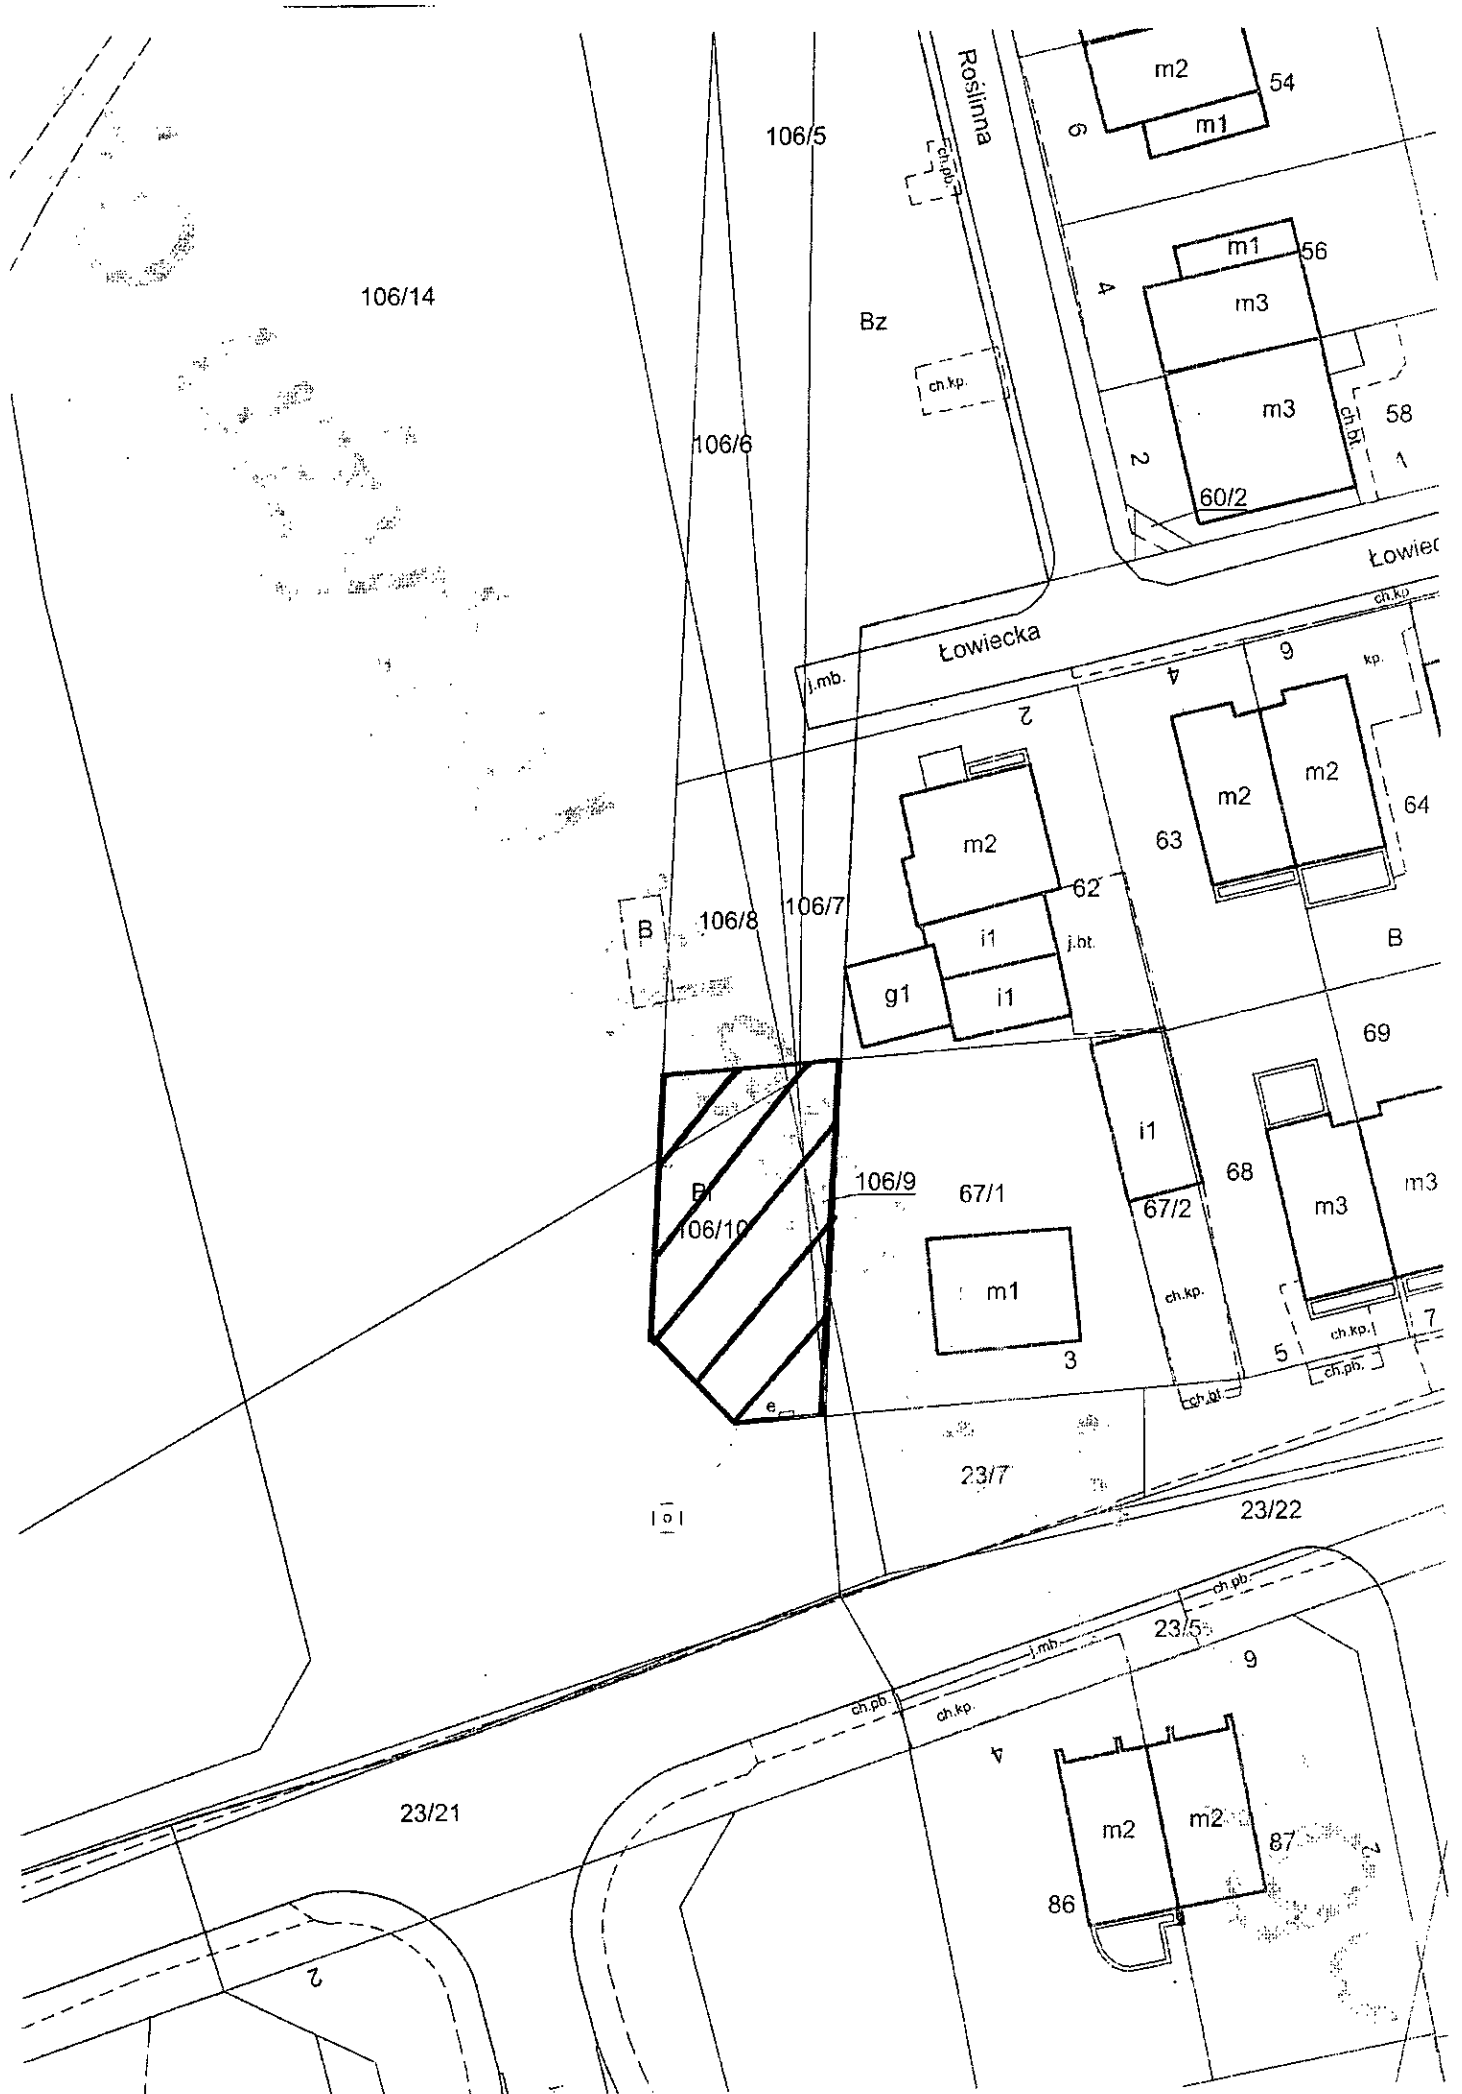 Roślinna
m2
54
m1
6
106/5
ch.pb.
m1
56
4
m3
106/14
Bz
ch.kp.
m3
58
ch.bt.
106/6
2
60/2
Łowiec
ch.kp
Łowiecka
6
kp.
4
j.mb.
2
m2
m2
64
63
m2
62
106/8
106/7
B
i1
j.bt.
B
g1
i1
69
i1
106/9
67/1
68
m3
m3
67/2
106/10
m1
ch.kp.
ch.kp.
7
3
5
ch.pb.
ch.bt.
e
23/7
23/22
ch.pb.
23/5
j.mb.
9
ch.pb.
ch.kp.
4
23/21
m2
m2
87
2
86
2